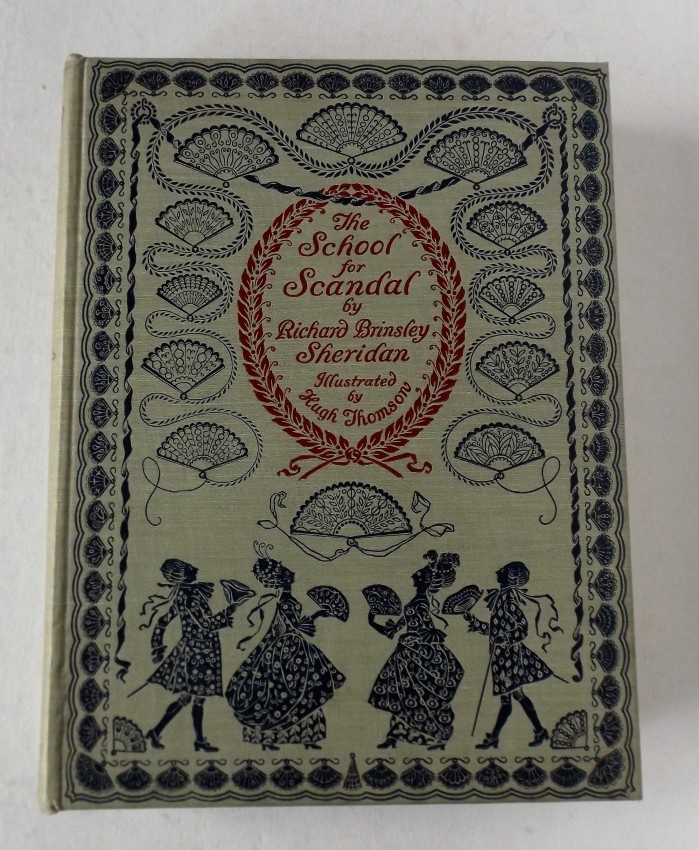 The
School
for
Scandal
by
Richard Brinsley
Sheridan
Illustrated
by
Hugh Thomson